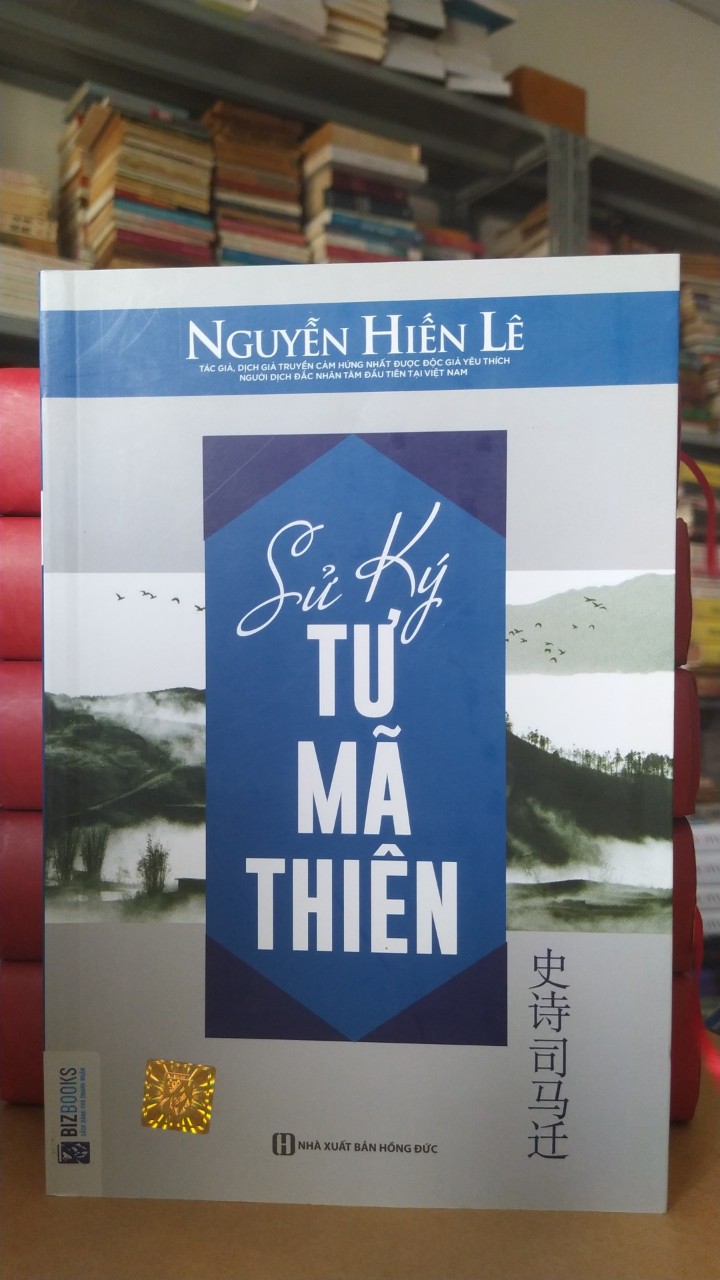 NGUYỄN HIẾN LÊ
TÁC GIẢ, DỊCH GIẢ TRUYỀN CẢM HỨNG NHẤT ĐƯỢC ĐỘC GIẢ YÊU THÍCH
NGƯỜI DỊCH ĐẮC NHÂN TÂM ĐẦU TIÊN TẠI VIỆT NAM
Sử Ký
TƯ
MÃ
THIÊN
史诗司马迁
BIZBOOKS
NHÀ XUẤT BẢN HỒNG ĐỨC